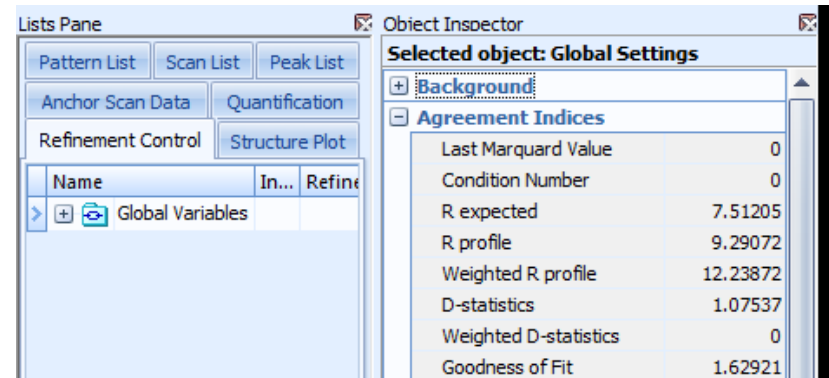 Lists Pane
Pattern List Scan List Peak List
Anchor Scan Data Quantification
Refinement Control Structure Plot
Name In... Refine
Global Variables
Object Inspector
Selected object: Global Settings
Background
Agreement Indices
Last Marquard Value 0
Condition Number 0
R expected 7.51205
R profile 9.29072
Weighted R profile 12.23872
D-statistics 1.07537
Weighted D-statistics 0
Goodness of Fit 1.62921